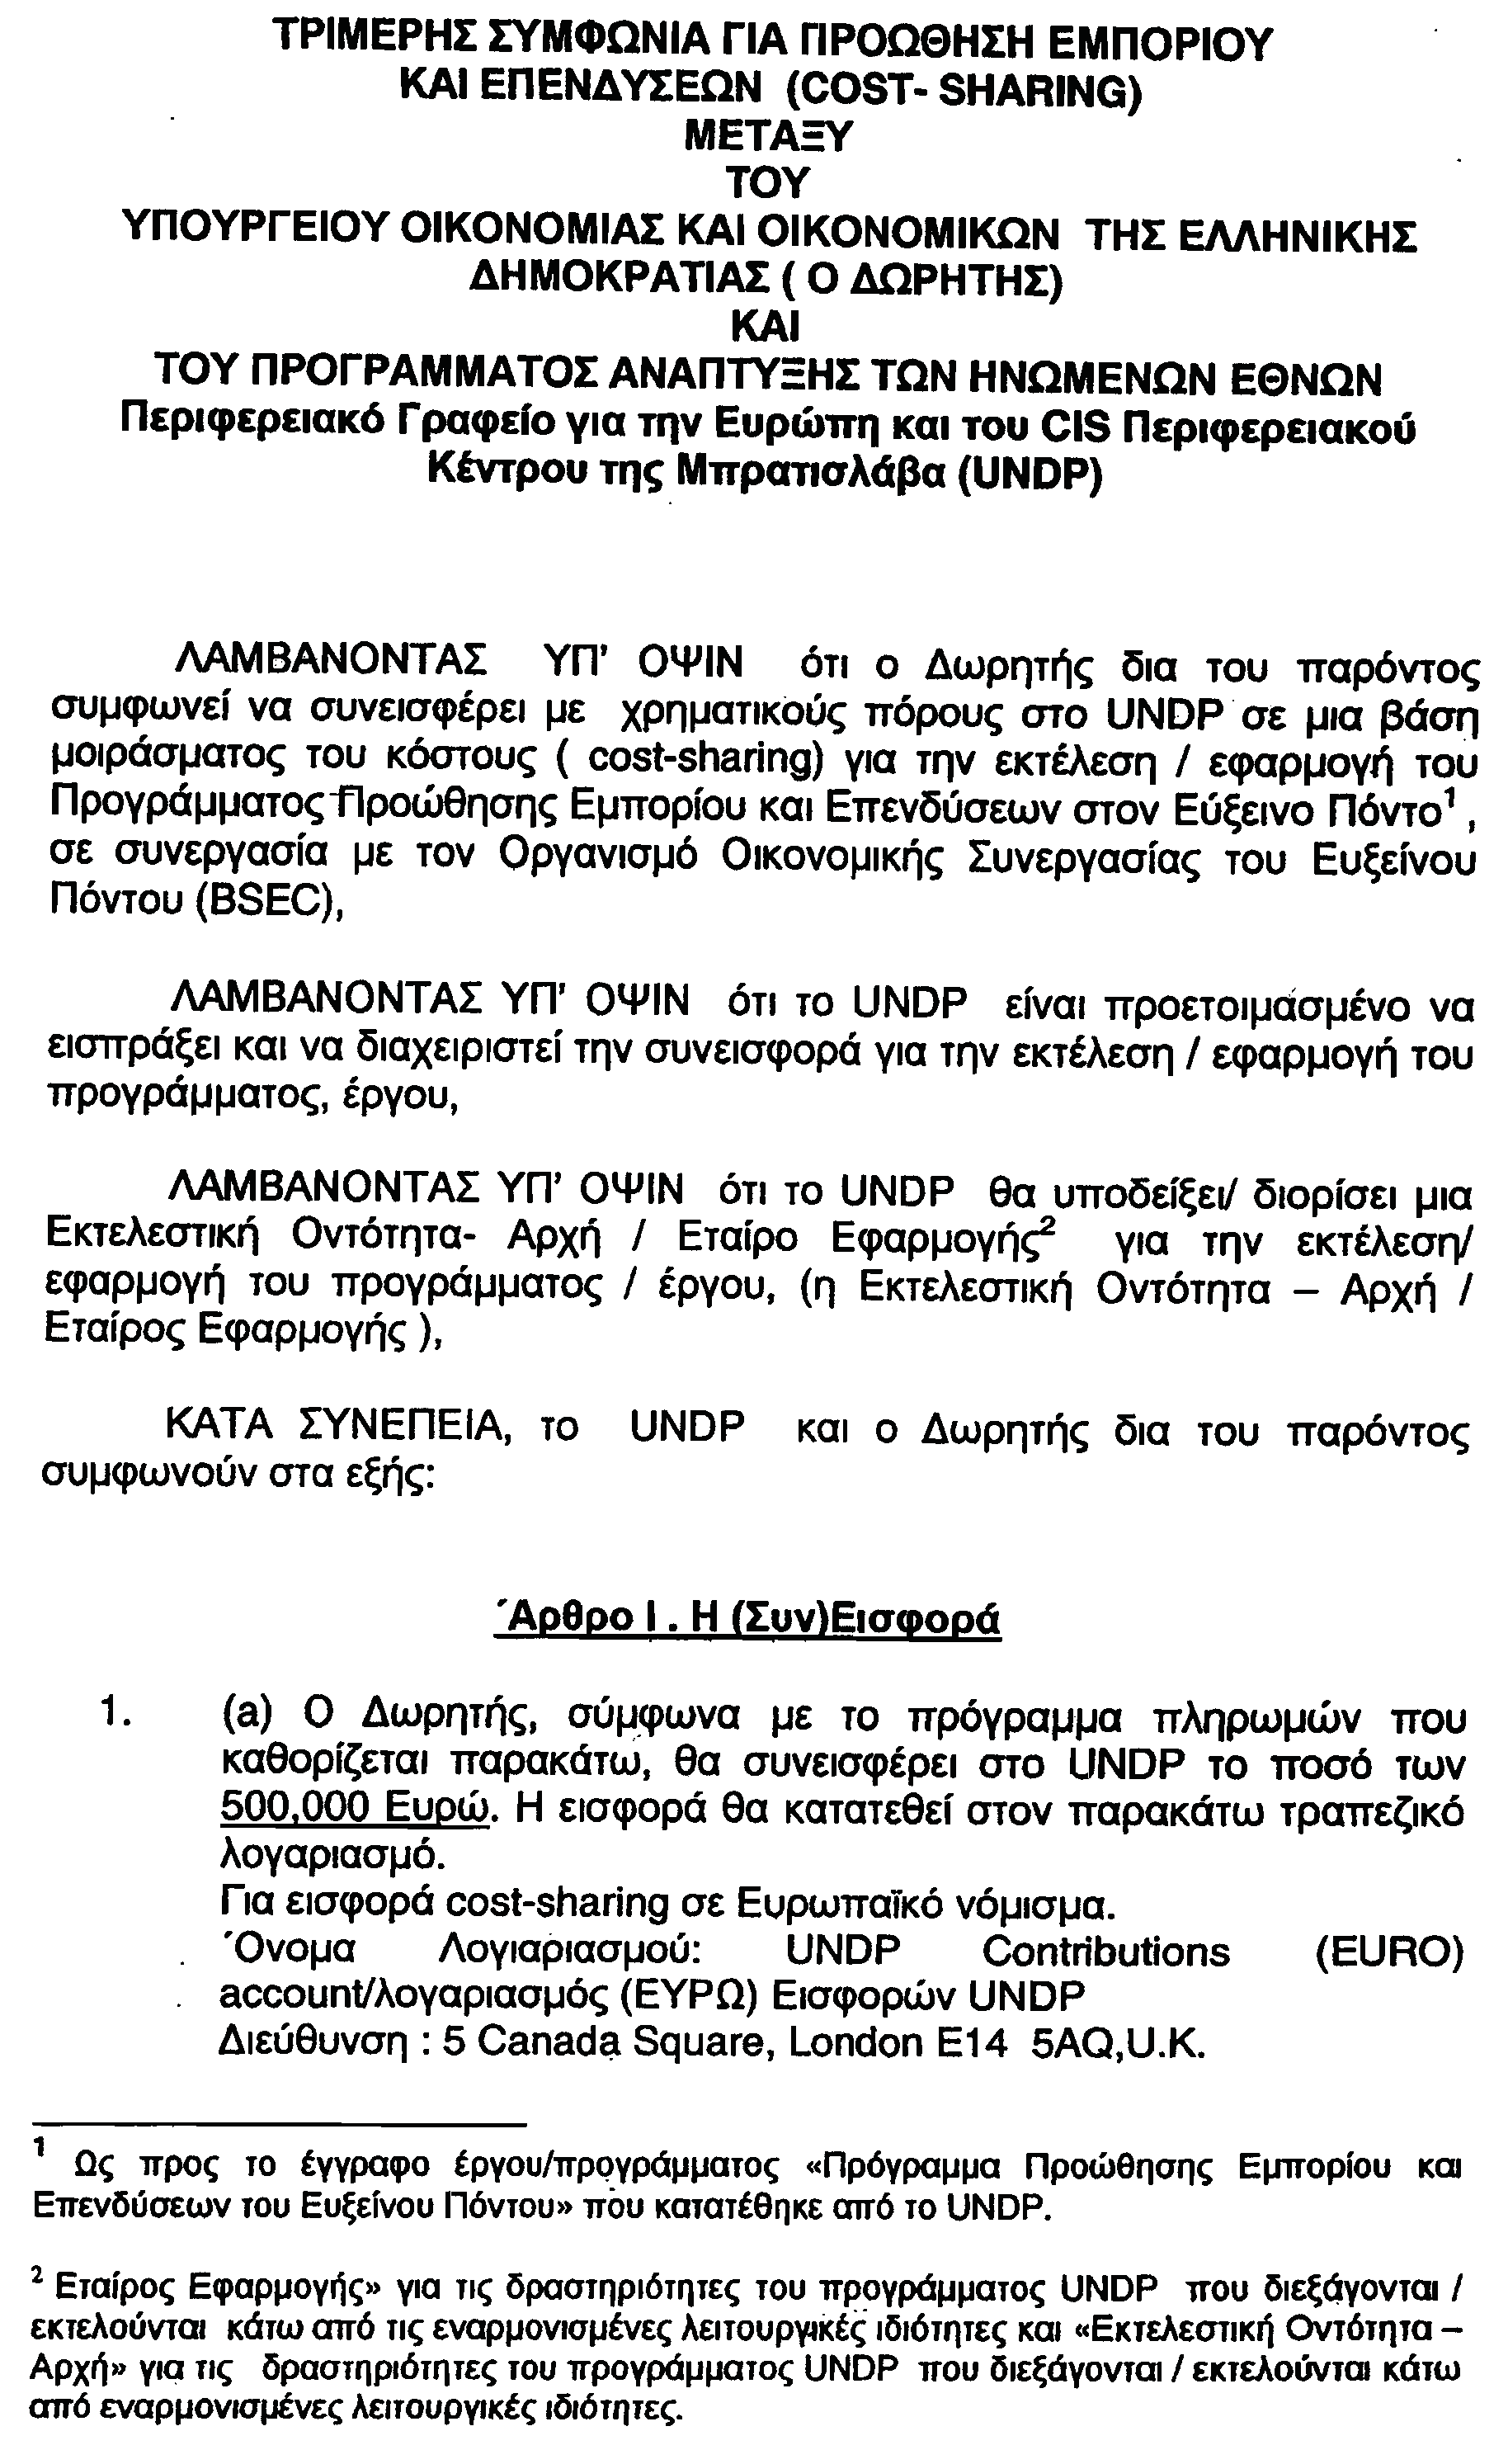 ΤΡΙΜΕΡΗΣ ΣΥΜΦΩΝΙΑ ΓΙΑ ΠΡΟΩΘΗΣΗ ΕΜΠΟΡΙΟΥ
ΚΑΙ ΕΠΕΝΔΥΣΕΩΝ (COST- SHARING)
ΜΕΤΑΞΥ
ΤΟΥ
ΥΠΟΥΡΓΕΙΟΥ ΟΙΚΟΝΟΜΙΑΣ ΚΑΙ ΟΙΚΟΝΟΜΙΚΩΝ ΤΗΣ ΕΛΛΗΝΙΚΗΣ
ΔΗΜΟΚΡΑΤΙΑΣ ( Ο ΔΩΡΗΤΗΣ)
ΚΑΙ
ΤΟΥ ΠΡΟΓΡΑΜΜΑΤΟΣ ΑΝΑΠΤΥΞΗΣ ΤΩΝ ΗΝΩΜΕΝΩΝ ΕΘΝΩΝ
Περιφερειακό Γραφείο για την Ευρώπη και του CIS Περιφερειακού
Κέντρου της Μπρατισλάβα (UNDP)
ΛΑΜΒΑΝΟΝΤΑΣ ΥΠ’ ΟΨΙΝ ότι ο Δωρητής δια του παρόντος
συμφωνεί να συνεισφέρει με χρηματικούς πόρους στο UNDP σε μια βάση
μοιράσματος του κόστους ( cost-sharing) για την εκτέλεση / εφαρμογή του
Προγράμματος Προώθησης Εμπορίου και Επενδύσεων στον Εύξεινο Πόντο¹ ,
σε συνεργασία με τον Οργανισμό Οικονομικής Συνεργασίας του Ευξείνου
Πόντου (BSEC),
ΛΑΜΒΑΝΟΝΤΑΣ ΥΠ’ ΟΨΙΝ ότι το UNDP είναι προετοιμασμένο να
εισπράξει και να διαχειριστεί την συνεισφορά για την εκτέλεση / εφαρμογή του
προγράμματος, έργου,
ΛΑΜΒΑΝΟΝΤΑΣ ΥΠ’ ΟΨΙΝ ότι το UNDP θα υποδείξει/ διορίσει μια
Εκτελεστική Οντότητα- Αρχή / Εταίρο Εφαρμογής² για την εκτέλεση/
εφαρμογή του προγράμματος / έργου, (η Εκτελεστική Οντότητα – Αρχή /
Εταίρος Εφαρμογής ),
ΚΑΤΑ ΣΥΝΕΠΕΙΑ, το UNDP και ο Δωρητής δια του παρόντος
συμφωνούν στα εξής:
Άρθρο Ι . Η (Συν)Εισφορά
1. (a) Ο Δωρητής, σύμφωνα με το πρόγραμμα πληρωμών που
καθορίζεται παρακάτω, θα συνεισφέρει στο UNDP το ποσό των
500,000 Ευρώ. Η εισφορά θα κατατεθεί στον παρακάτω τραπεζικό
λογαριασμό.
Για εισφορά cost-sharing σε Ευρωπαϊκό νόμισμα.
Όνομα Λογιαριασμού: UNDP Contributions (EURO)
account/λογαριασμός (ΕΥΡΩ) Εισφορών UNDP
Διεύθυνση : 5 Canada Square, London E14 5AQ,U.K.
¹ Ως προς το έγγραφο έργου/προγράμματος «Πρόγραμμα Προώθησης Εμπορίου και
Επενδύσεων του Ευξείνου Πόντου» που κατατέθηκε από το UNDP.
² Εταίρος Εφαρμογής» για τις δραστηριότητες του προγράμματος UNDP που διεξάγονται /
εκτελούνται κάτω από τις εναρμονισμένες λειτουργικές ιδιότητες και «Εκτελεστική Οντότητα –
Αρχή» για τις δραστηριότητες του προγράμματος UNDP που διεξάγονται / εκτελούνται κάτω
από εναρμονισμένες λειτουργικές ιδιότητες.